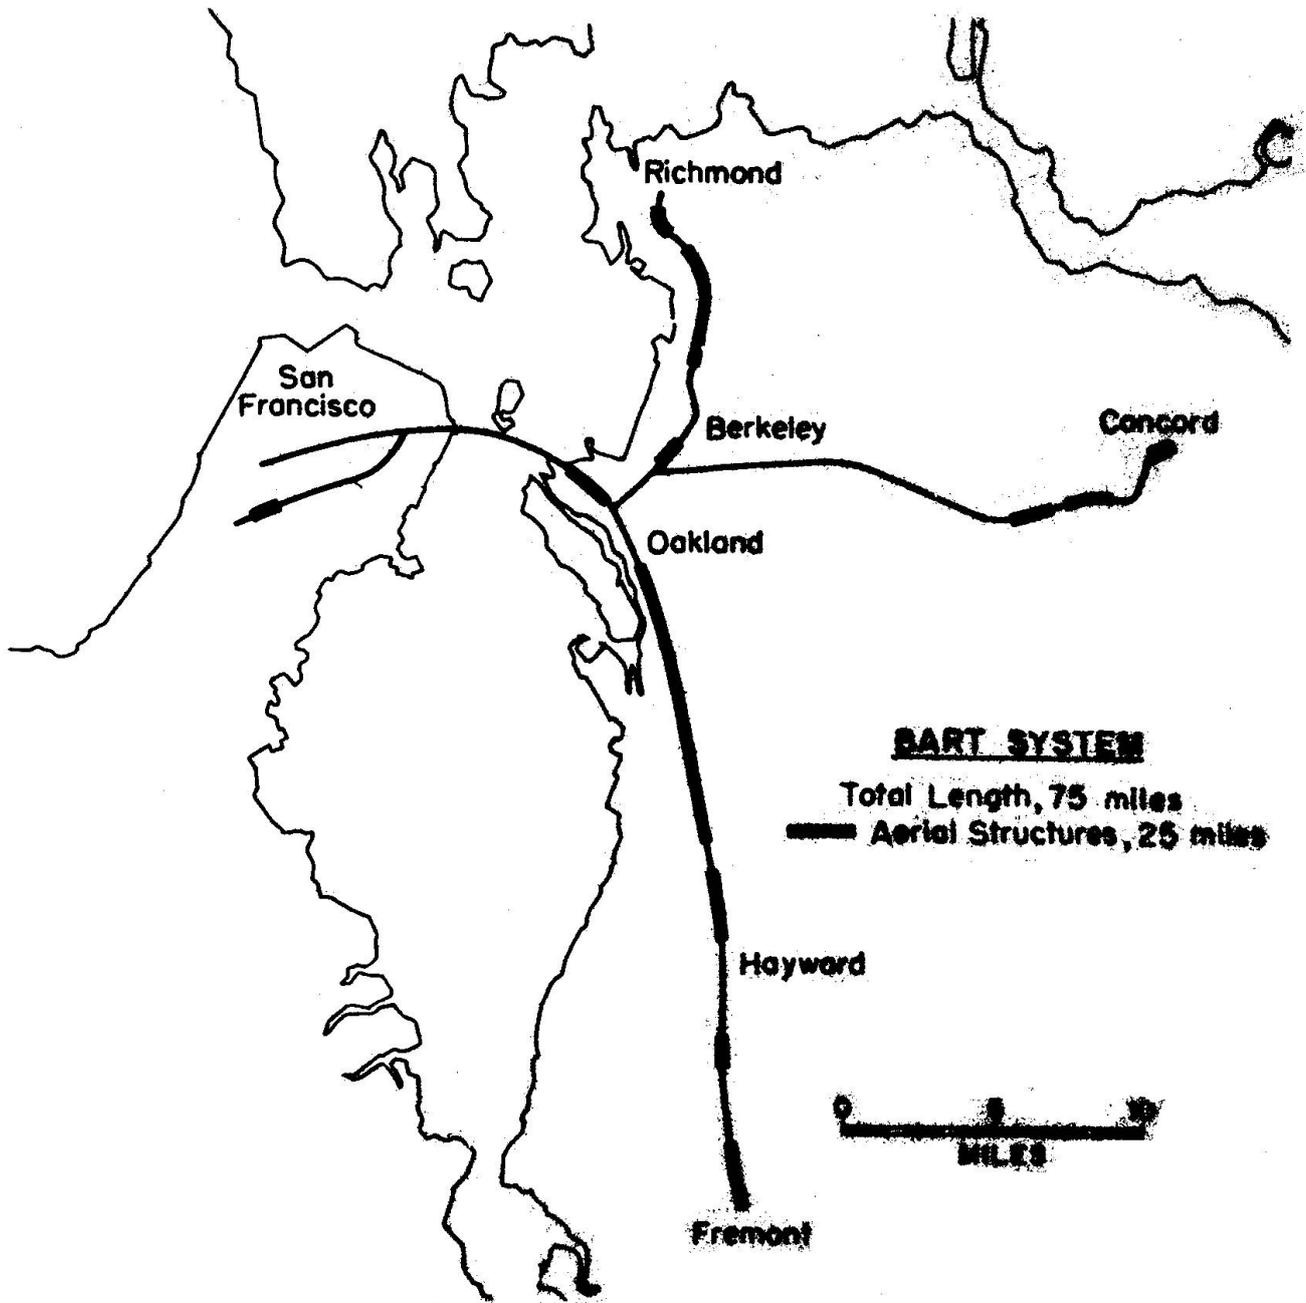 Richmond
San
Francisco
Berkeley
Concord
Oakland
BART SYSTEM
Total Length, 75 miles
Aerial Structures, 25 miles
Hayward
0 5 10
MILES
Fremont